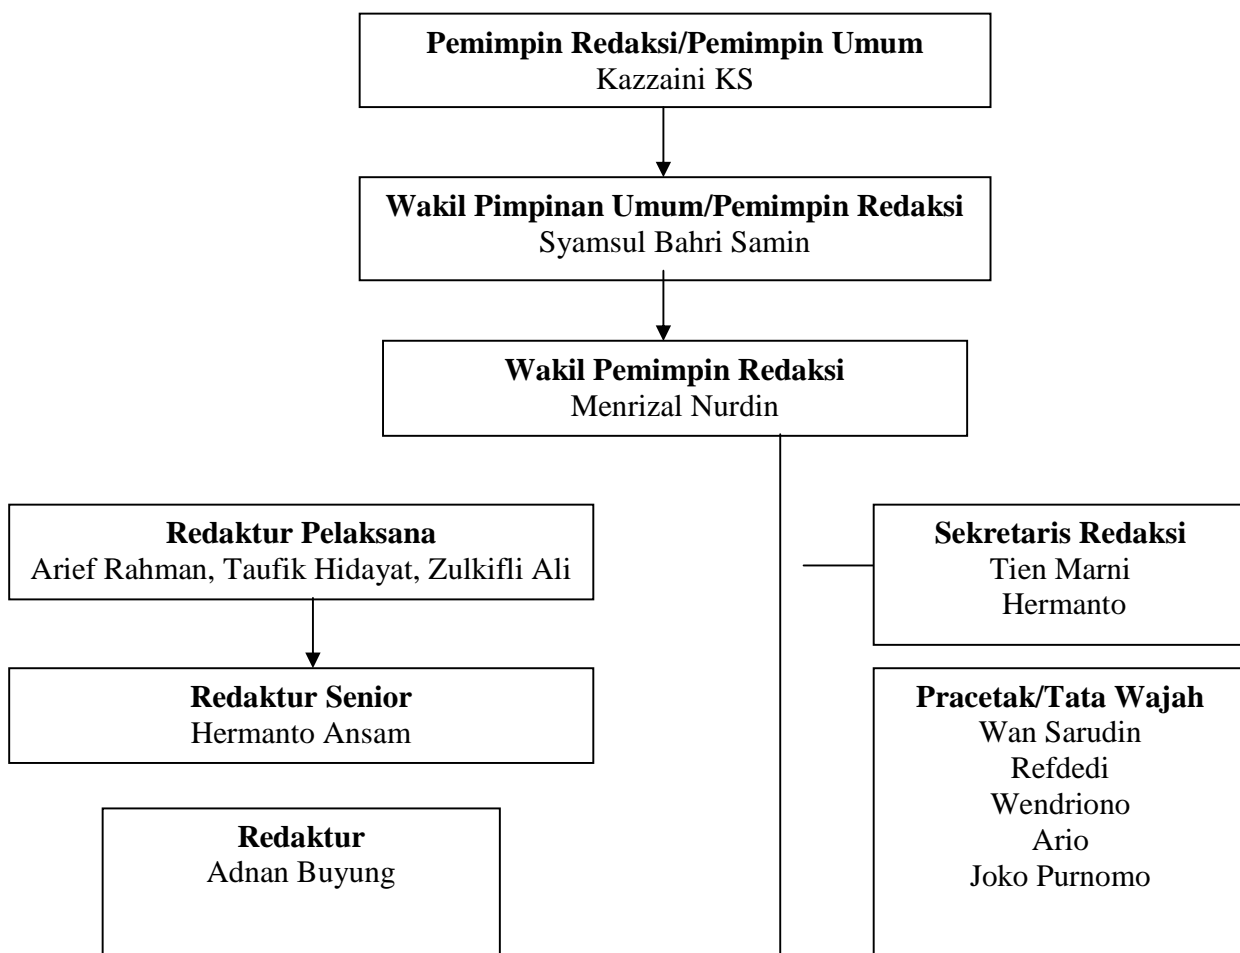 Pemimpin Redaksi/Pemimpin Umum
Kazzaini KS
Wakil Pimpinan Umum/Pemimpin Redaksi
Syamsul Bahri Samin
Wakil Pemimpin Redaksi
Menrizal Nurdin
Redaktur Pelaksana
Arief Rahman, Taufik Hidayat, Zulkifli Ali
Sekretaris Redaksi
Tien Marni
Hermanto
Redaktur Senior
Hermanto Ansam
Pracetak/Tata Wajah
Wan Sarudin
Refdedi
Wendriono
Ario
Joko Purnomo
Redaktur
Adnan Buyung